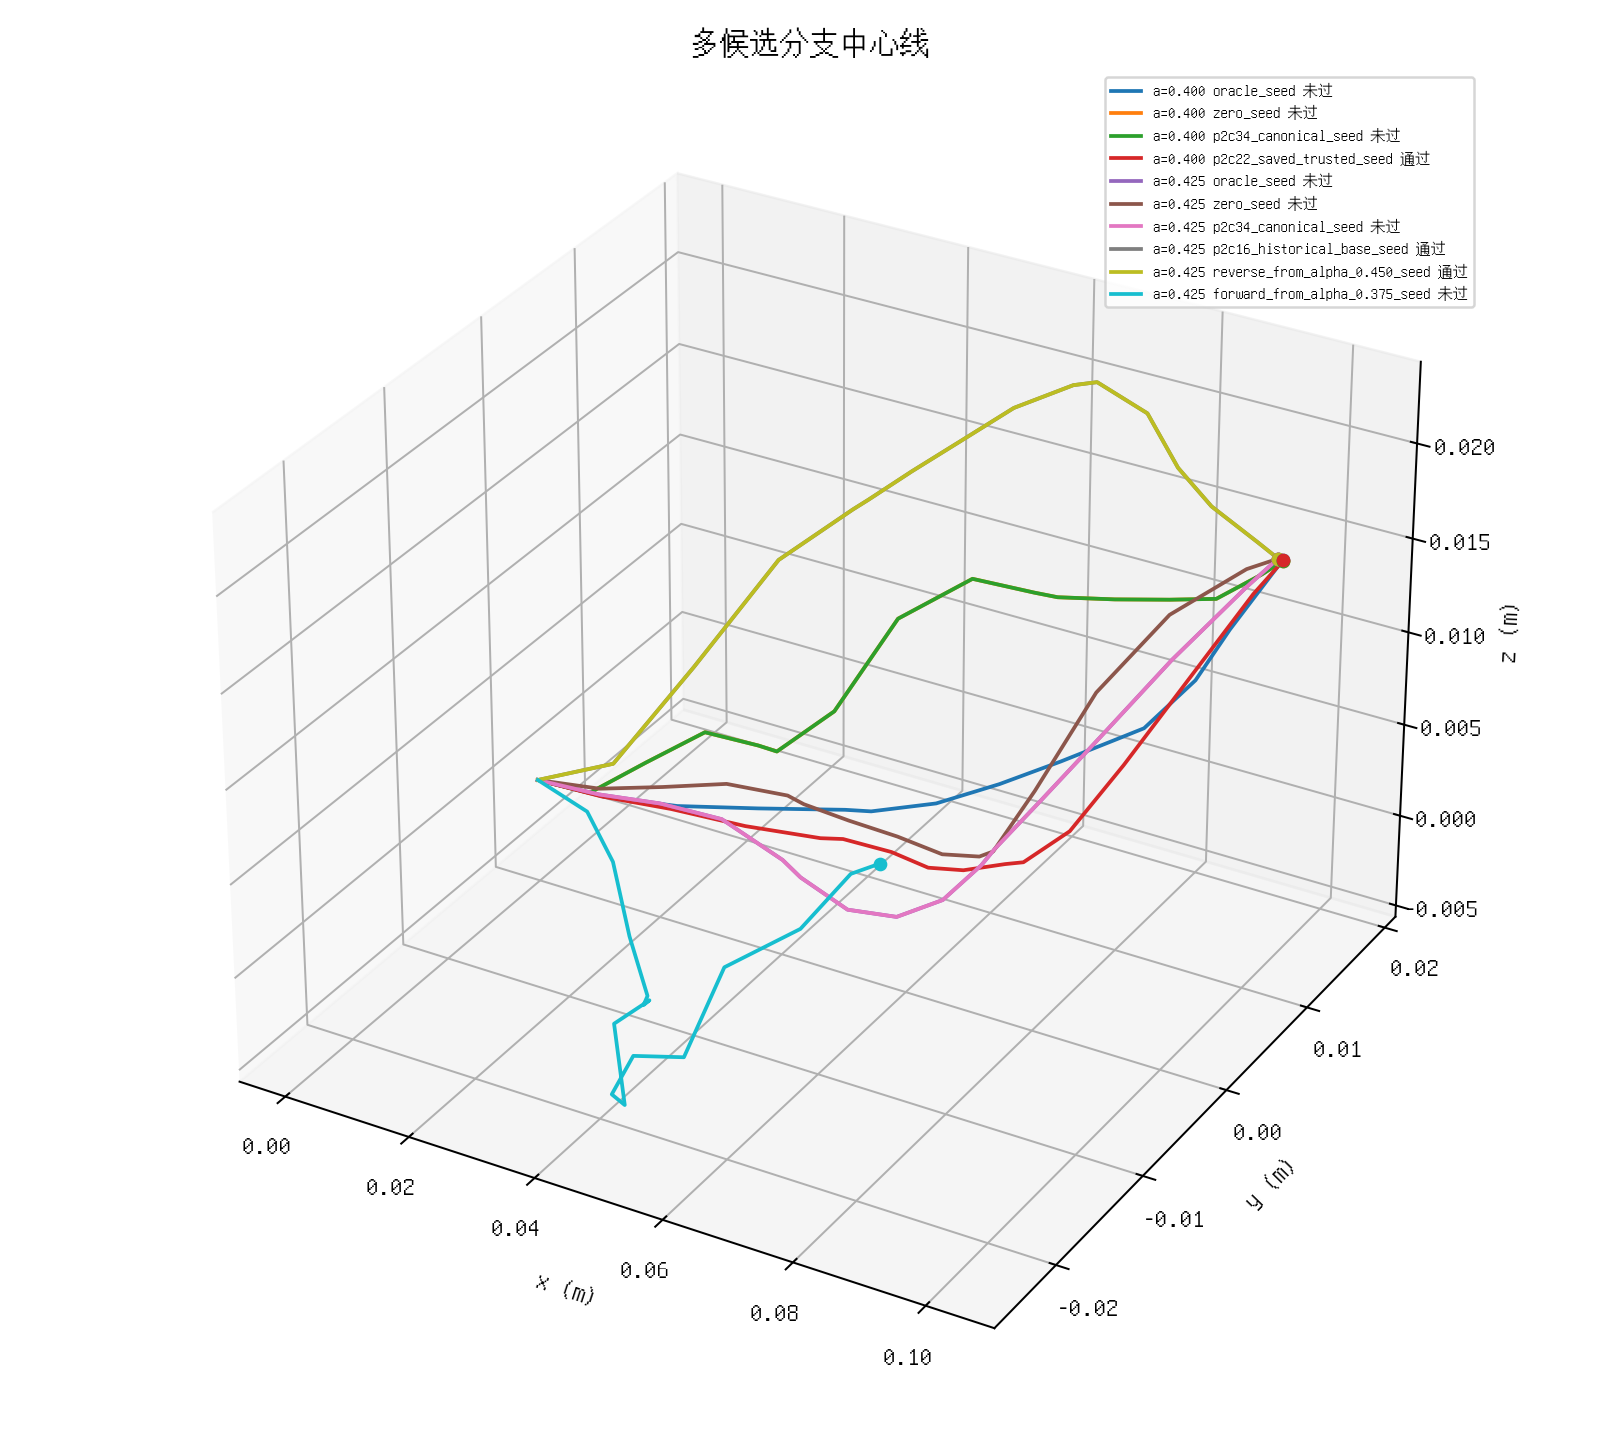 多候选分支中心线
a=0.400 oracle_seed 未过
a=0.400 zero_seed 未过
a=0.400 p2c34_canonical_seed 未过
a=0.400 p2c22_saved_trusted_seed 通过
a=0.425 oracle_seed 未过
a=0.425 zero_seed 未过
a=0.425 p2c34_canonical_seed 未过
a=0.425 p2c16_historical_base_seed 通过
a=0.425 reverse_from_alpha_0.450_seed 通过
a=0.425 forward_from_alpha_0.375_seed 未过
0.020
0.015
0.010
0.005
0.000
0.005
z (m)
0.02
0.01
0.00
-0.01
-0.02
y (m)
0.00
0.02
0.04
0.06
0.08
0.10
x (m)